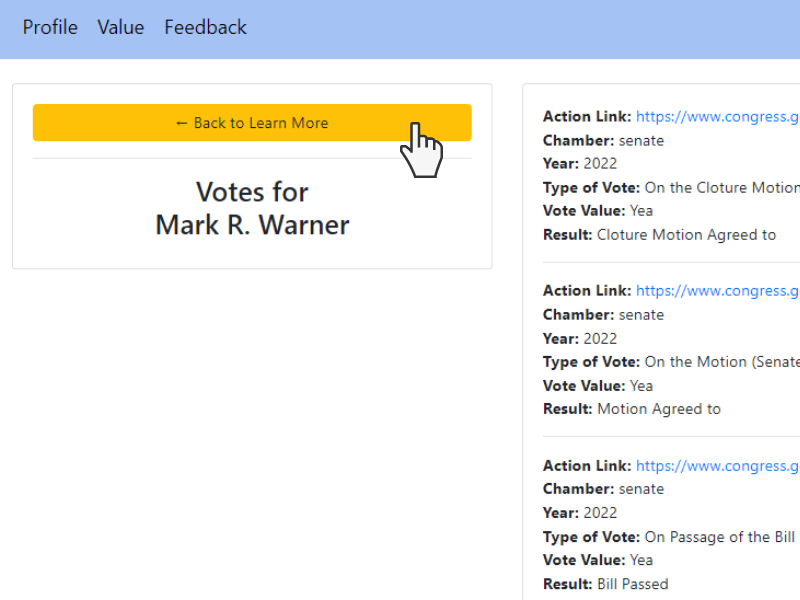 Profile Value Feedback
← Back to Learn More
Votes for
Mark R. Warner
Action Link: https://www.congress.g
Chamber: senate
Year: 2022
Type of Vote: On the Cloture Motion
Vote Value: Yea
Result: Cloture Motion Agreed to
Action Link: https://www.congress.g
Chamber: senate
Year: 2022
Type of Vote: On the Motion (Senate
Vote Value: Yea
Result: Motion Agreed to
Action Link: https://www.congress.g
Chamber: senate
Year: 2022
Type of Vote: On Passage of the Bill
Vote Value: Yea
Result: Bill Passed